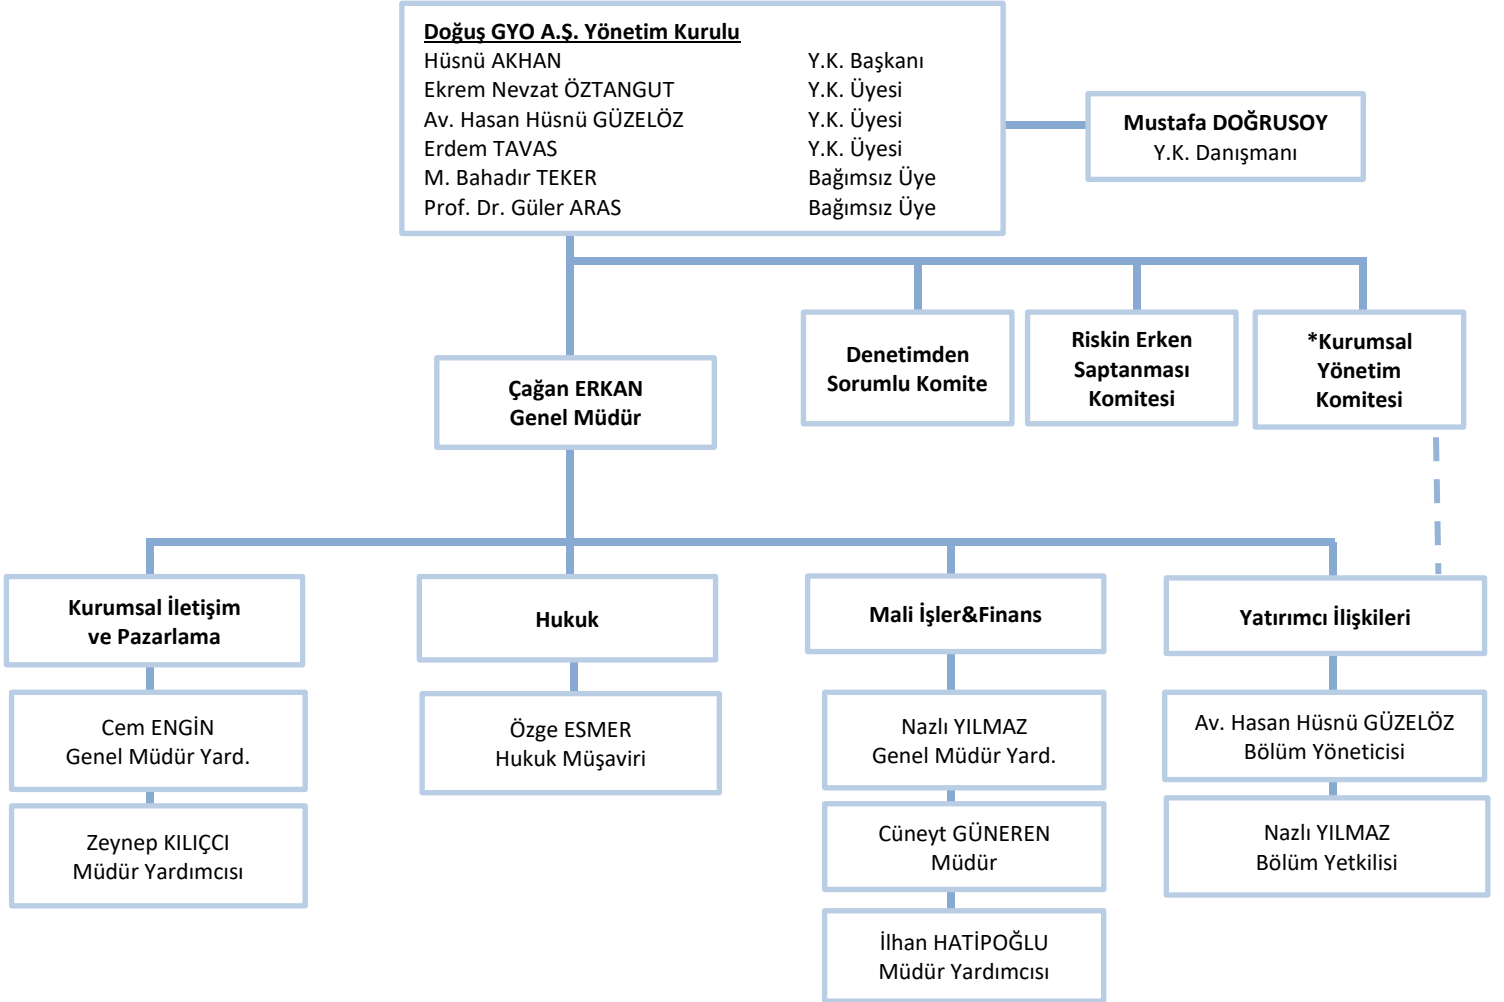 Doğuş GYO A.Ş. Yönetim Kurulu
Hüsnü AKHAN Y.K. Başkanı
Ekrem Nevzat ÖZTANGUT Y.K. Üyesi
Av. Hasan Hüsnü GÜZELÖZ Y.K. Üyesi
Erdem TAVAS Y.K. Üyesi
M. Bahadır TEKER Bağımsız Üye
Prof. Dr. Güler ARAS Bağımsız Üye
Mustafa DOĞRUSOY
Y.K. Danışmanı
Çağan ERKAN
Genel Müdür
Denetimden
Sorumlu Komite
Riskin Erken
Saptanması
Komitesi
*Kurumsal
Yönetim
Komitesi
Kurumsal İletişim
ve Pazarlama
Cem ENGİN
Genel Müdür Yard.
Zeynep KILIÇCI
Müdür Yardımcısı
Hukuk
Özge ESMER
Hukuk Müşaviri
Mali İşler&Finans
Nazlı YILMAZ
Genel Müdür Yard.
Cüneyt GÜNEREN
Müdür
İlhan HATİPOĞLU
Müdür Yardımcısı
Yatırımcı İlişkileri
Av. Hasan Hüsnü GÜZELÖZ
Bölüm Yöneticisi
Nazlı YILMAZ
Bölüm Yetkilisi